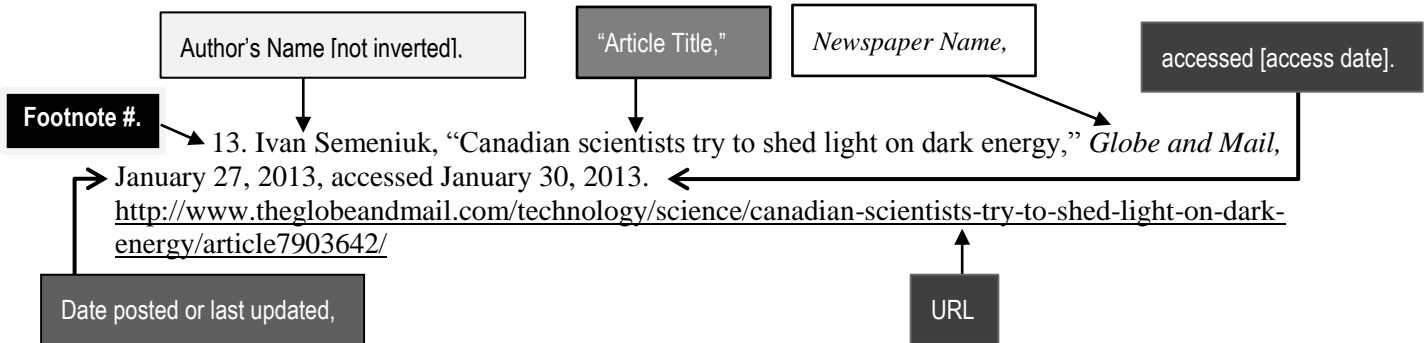 Author’s Name [not inverted].
“Article Title,”
Newspaper Name,
accessed [access date].
Footnote #.
13. Ivan Semeniuk, “Canadian scientists try to shed light on dark energy,” Globe and Mail,
January 27, 2013, accessed January 30, 2013.
http://www.theglobeandmail.com/technology/science/canadian-scientists-try-to-shed-light-on-dark-
energy/article7903642/
Date posted or last updated,
URL